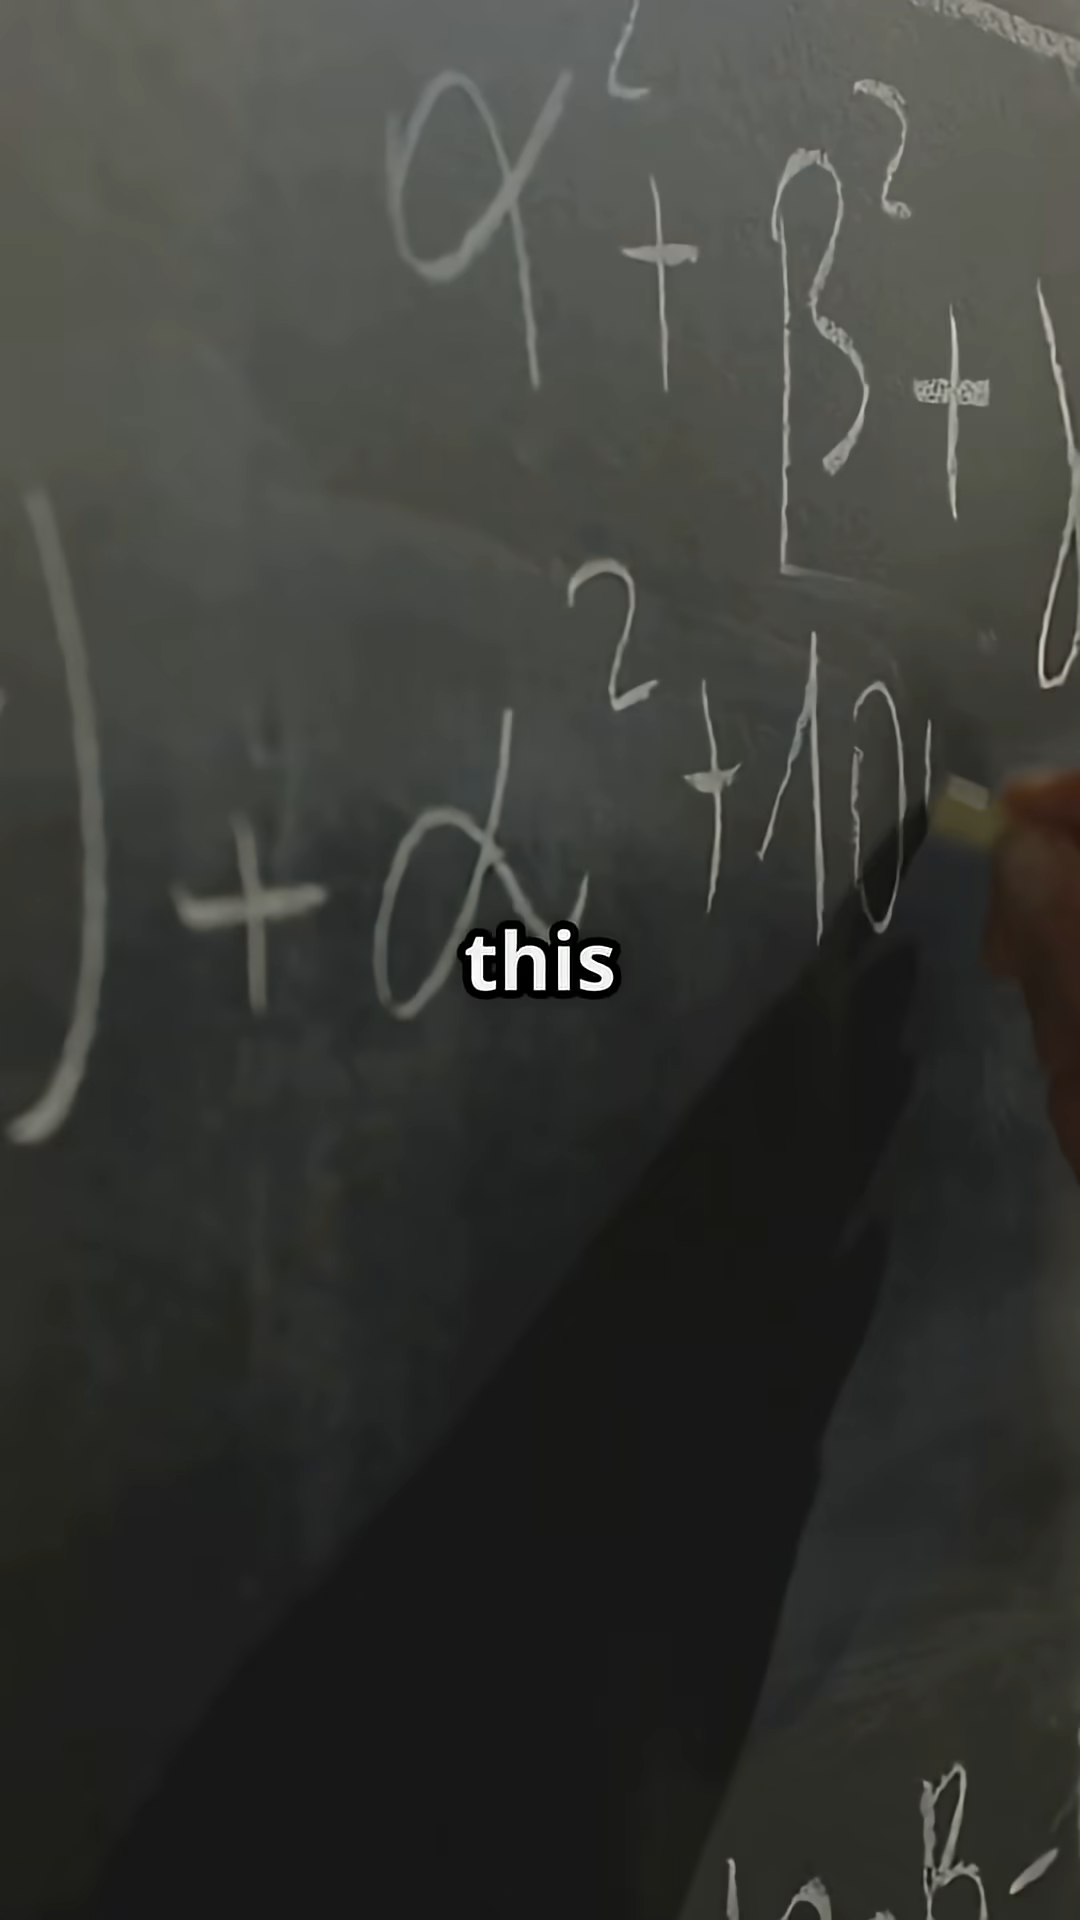 α² + β² +
) + α² + 10
this